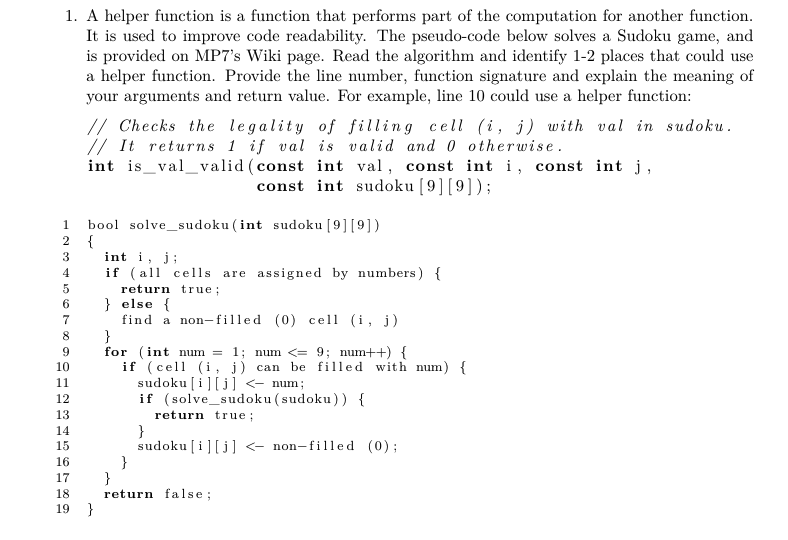 1. A helper function is a function that performs part of the computation for another function.
It is used to improve code readability. The pseudo-code below solves a Sudoku game, and
is provided on MP7's Wiki page. Read the algorithm and identify 1-2 places that could use
a helper function. Provide the line number, function signature and explain the meaning of
your arguments and return value. For example, line 10 could use a helper function:
// Checks the legality of filling cell (i, j) with val in sudoku.
// It returns 1 if val is valid and 0 otherwise.
int is_val_valid(const int val, const int i, const int j,
const int sudoku[9][9]);
1 bool solve_sudoku(int sudoku[9][9])
2 {
3 int i, j;
4 if (all cells are assigned by numbers) {
5 return true;
6 } else {
7 find a non-filled (0) cell (i, j)
8 }
9 for (int num = 1; num <= 9; num++) {
10 if (cell (i, j) can be filled with num) {
11 sudoku[i][j] <- num;
12 if (solve_sudoku(sudoku)) {
13 return true;
14 }
15 sudoku[i][j] <- non-filled (0);
16 }
17 }
18 return false;
19 }